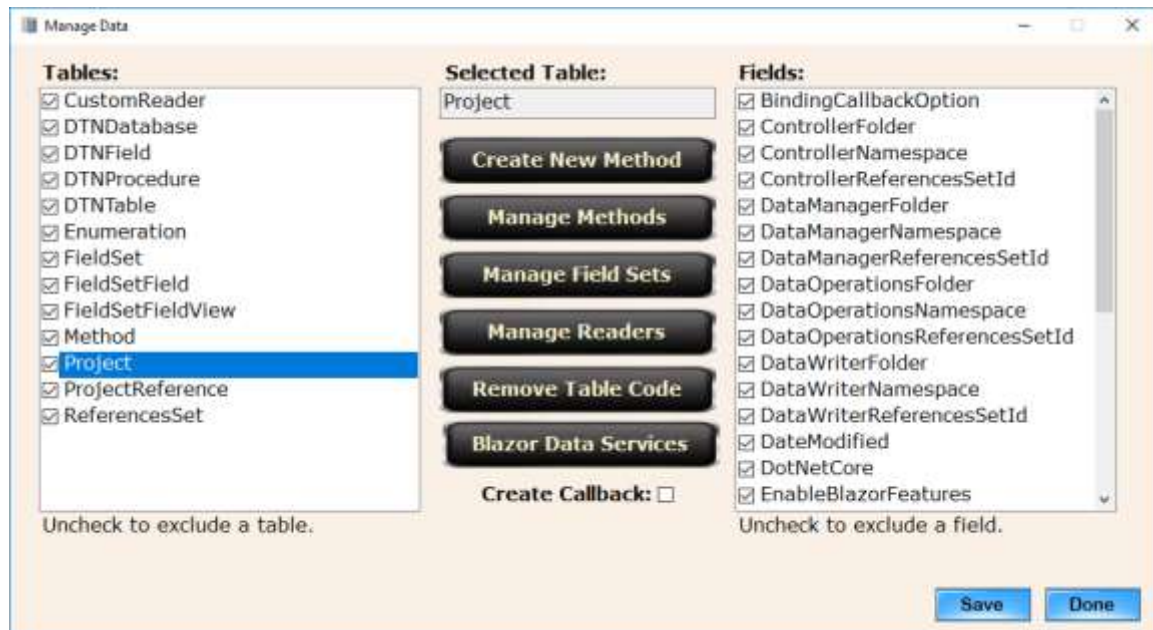 Manage Data
Tables:
CustomReader
DTNDatabase
DTNField
DTNProcedure
DTNTable
Enumeration
FieldSet
FieldSetField
FieldSetFieldView
Method
Project
ProjectReference
ReferencesSet
Uncheck to exclude a table.
Selected Table:
Project
Create New Method
Manage Methods
Manage Field Sets
Manage Readers
Remove Table Code
Blazor Data Services
Create Callback:
Fields:
BindingCallbackOption
ControllerFolder
ControllerNamespace
ControllerReferencesSetId
DataManagerFolder
DataManagerNamespace
DataManagerReferencesSetId
DataOperationsFolder
DataOperationsNamespace
DataOperationsReferencesSetId
DataWriterFolder
DataWriterNamespace
DataWriterReferencesSetId
DateModified
DotNetCore
EnableBlazorFeatures
Uncheck to exclude a field.
Save
Done